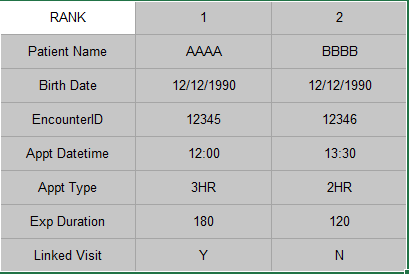 RANK 1 2
Patient Name AAAA BBBB
Birth Date 12/12/1990 12/12/1990
EncounterID 12345 12346
Appt Datetime 12:00 13:30
Appt Type 3HR 2HR
Exp Duration 180 120
Linked Visit Y N